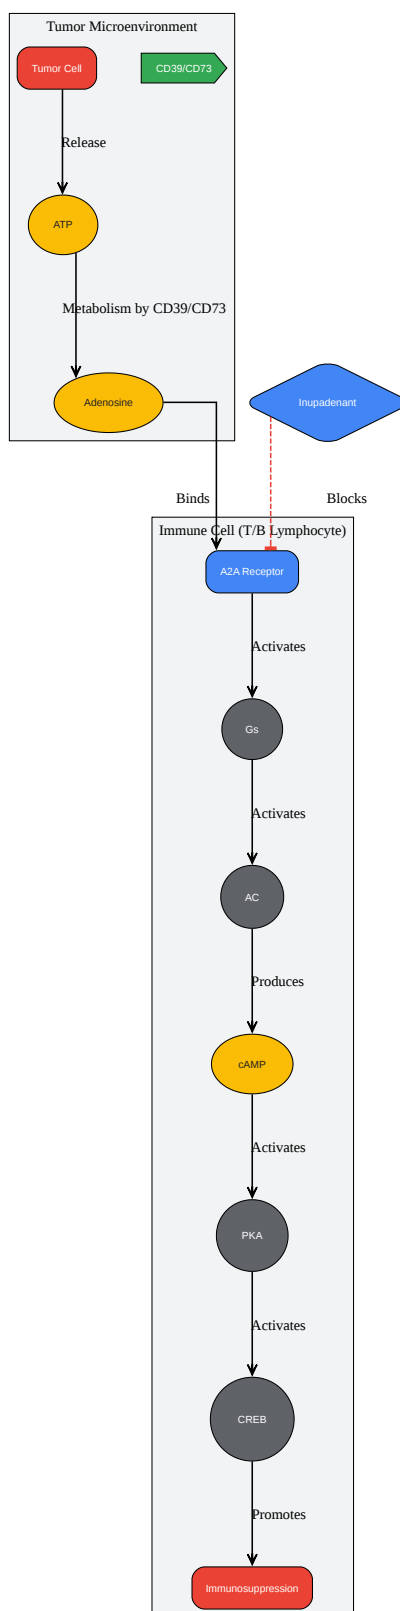 Tumor Microenvironment
Tumor Cell
CD39/CD73
Release
ATP
Metabolism by CD39/CD73
Adenosine
Inupadenant
Binds
Blocks
Immune Cell (T/B Lymphocyte)
A2A Receptor
Activates
Gs
Activates
AC
Produces
cAMP
Activates
PKA
Activates
CREB
Promotes
Immunosuppression